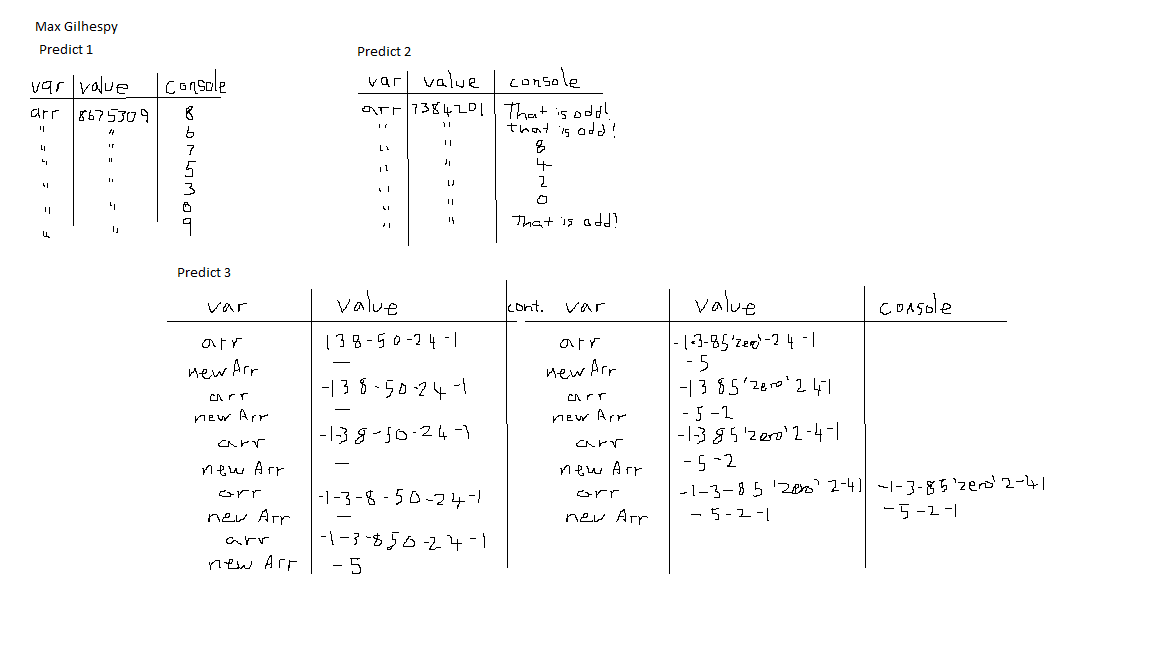 Max Gilhespy
Predict 1
var value console
arr 8675309 8
" " 6
" " 7
" " 5
" " 3
" " 0
" " 9
Predict 2
var value console
arr 7384201 That is odd!
" " that is odd!
" " 8
" " 4
" " 2
" " 0
" " That is odd!
Predict 3
var value
arr 1 3 8 -5 0 -2 4 -1
newArr —
arr -1 3 8 -5 0 -2 4 -1
newArr —
arr -1-3 8 -5 0 -2 4 -1
new Arr —
arr -1-3-8 -5 0 -2 4 -1
new Arr —
arr -1-3-8 5 0 -2 4 -1
new Arr -5
cont. var value console
arr -1-3-8 5 'zero' -2 4 -1
newArr -5
arr -1 3 8 5 'zero' 2 4 -1
newArr -5 -2
arr -1-3 8 5 'zero' 2 -4 -1
newArr -5 -2
arr -1-3-8 5 'zero' 2-4 1 -1-3-8 5 'zero' 2-4 1
new Arr -5-2-1 -5-2-1